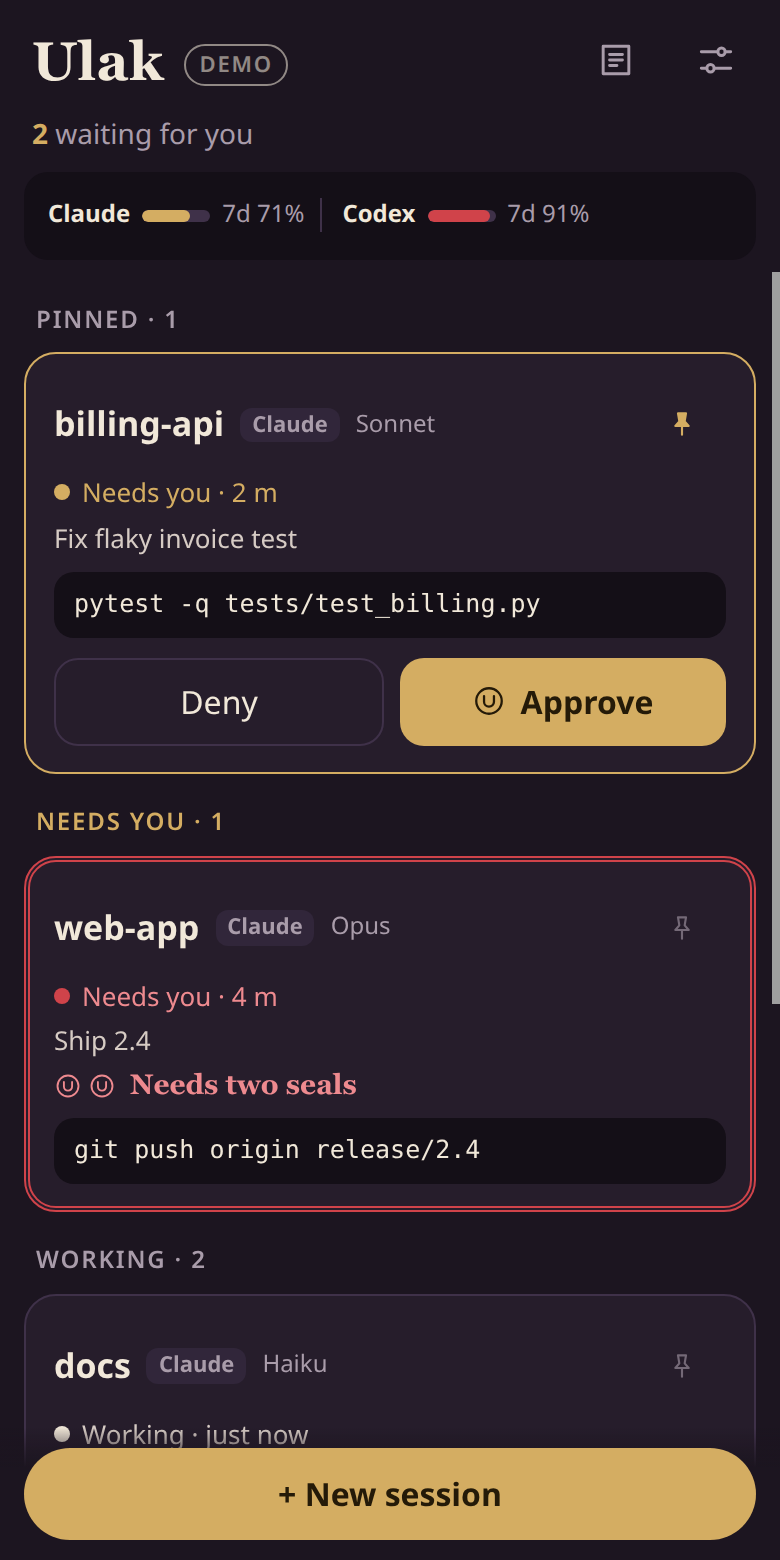 Ulak DEMO
2 waiting for you
Claude 7d 71% Codex 7d 91%
PINNED · 1
billing-api Claude Sonnet
Needs you · 2 m
Fix flaky invoice test
pytest -q tests/test_billing.py
Deny Approve
NEEDS YOU · 1
web-app Claude Opus
Needs you · 4 m
Ship 2.4
Needs two seals
git push origin release/2.4
WORKING · 2
docs Claude Haiku
Working · just now
+ New session